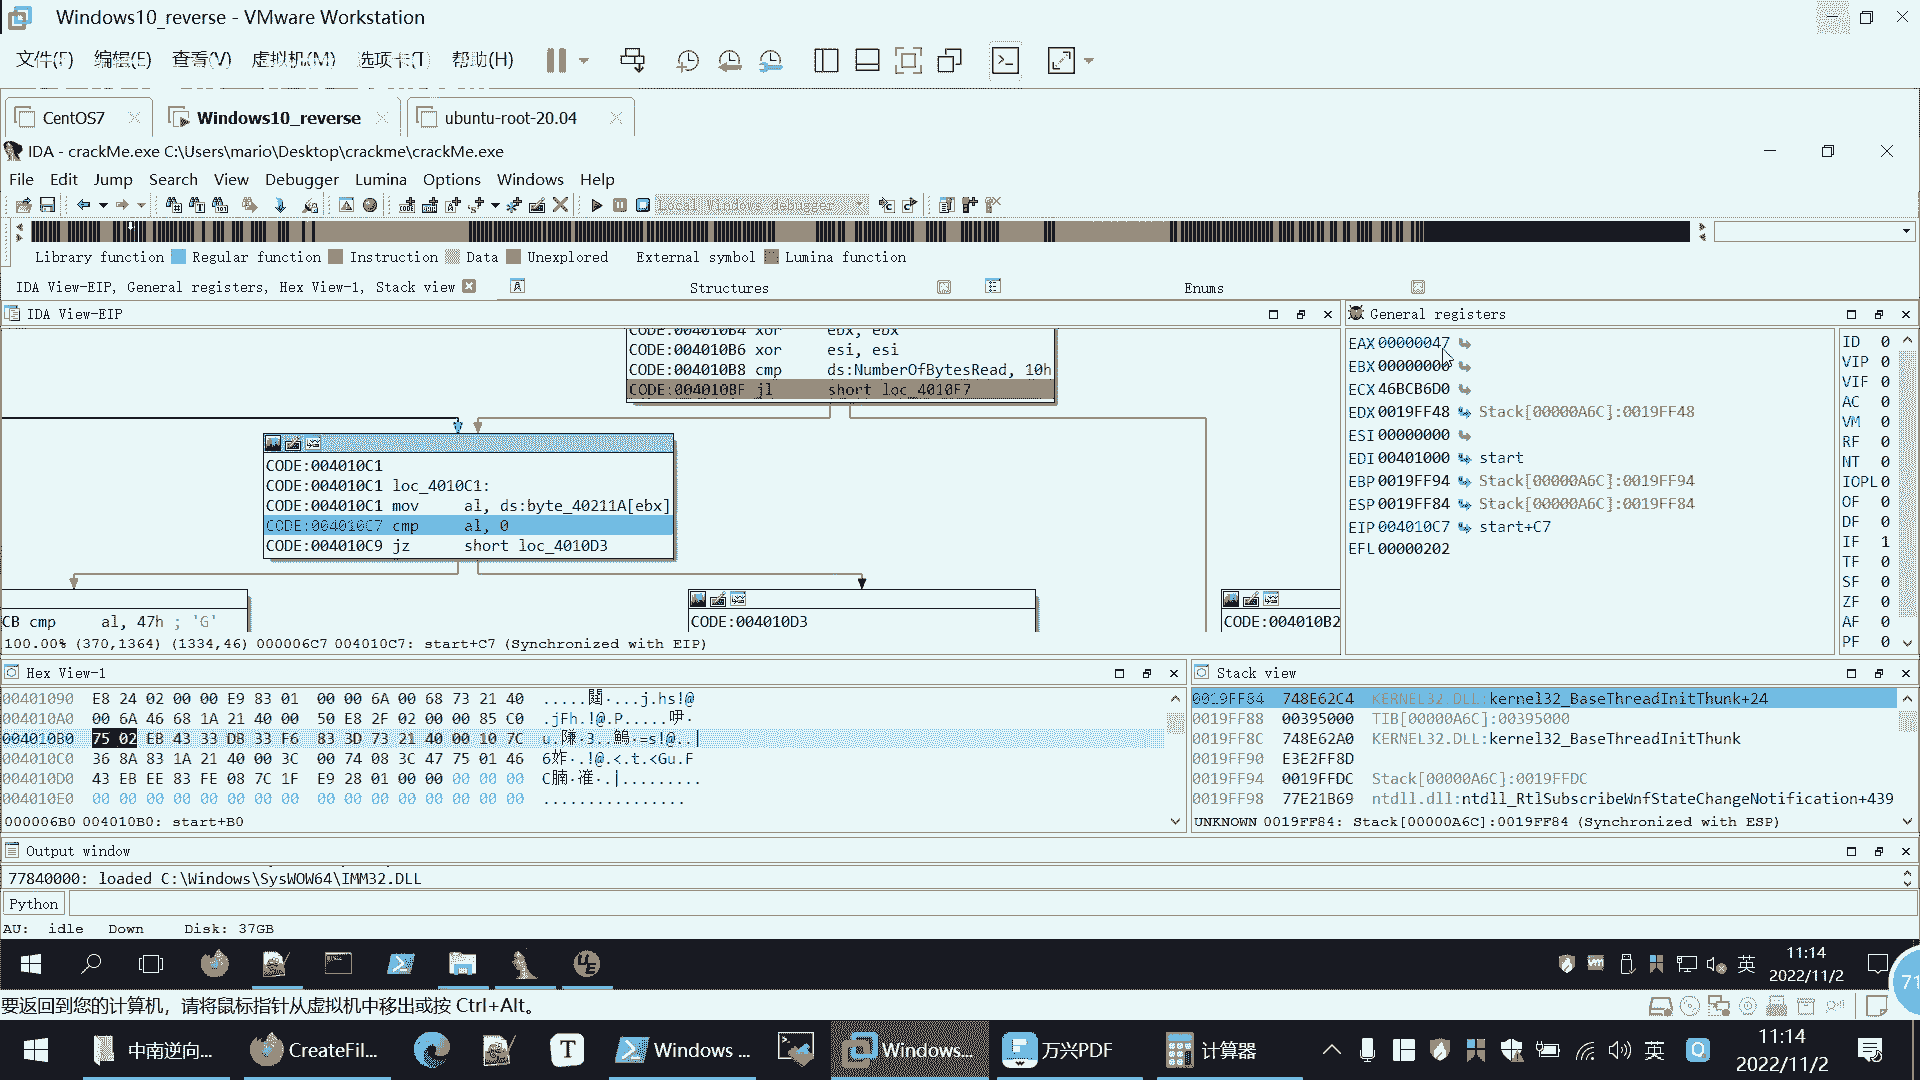 Windows10_reverse - VMware Workstation
文件(F) 编辑(E) 查看(V) 虚拟机(M) 选项卡(T) 帮助(H)
CentOS7 Windows10_reverse ubuntu-root-20.04
IDA - crackMe.exe C:\Users\mario\Desktop\crackme\crackMe.exe
File Edit Jump Search View Debugger Lumina Options Windows Help
Local Windows debugger
Library function Regular function Instruction Data Unexplored External symbol Lumina function
IDA View-EIP, General registers, Hex View-1, Stack view Structures Enums
IDA View-EIP
CODE:004010B4 xor ebx, ebx
CODE:004010B6 xor esi, esi
CODE:004010B8 cmp ds:NumberOfBytesRead, 10h
CODE:004010BF jl short loc_4010F7
CODE:004010C1
CODE:004010C1 loc_4010C1:
CODE:004010C1 mov al, ds:byte_40211A[ebx]
CODE:004010C7 cmp al, 0
CODE:004010C9 jz short loc_4010D3
CB cmp al, 47h ; 'G'
CODE:004010D3
CODE:004010B2
100.00% (370,1364) (1334,46) 000006C7 004010C7: start+C7 (Synchronized with EIP)
General registers
EAX 00000047
EBX 00000000
ECX 46BCB6D0
EDX 0019FF48 Stack[00000A6C]:0019FF48
ESI 00000000
EDI 00401000 start
EBP 0019FF94 Stack[00000A6C]:0019FF94
ESP 0019FF84 Stack[00000A6C]:0019FF84
EIP 004010C7 start+C7
EFL 00000202
ID 0
VIP 0
VIF 0
AC 0
VM 0
RF 0
NT 0
IOPL 0
OF 0
DF 0
IF 1
TF 0
SF 0
ZF 0
AF 0
PF 0
Hex View-1
00401090 E8 24 02 00 00 E9 83 01 00 00 6A 00 68 73 21 40
004010A0 00 6A 46 68 1A 21 40 00 50 E8 2F 02 00 00 85 C0
004010B0 75 02 EB 43 33 DB 33 F6 83 3D 73 21 40 00 10 7C
004010C0 36 8A 83 1A 21 40 00 3C 00 74 08 3C 47 75 01 46
004010D0 43 EB EE 83 FE 08 7C 1F E9 28 01 00 00 00 00 00
004010E0 00 00 00 00 00 00 00 00 00 00 00 00 00 00 00 00 ................
000006B0 004010B0: start+B0
Stack view
0019FF84 748E62C4 KERNEL32.DLL:kernel32_BaseThreadInitThunk+24
0019FF88 00395000 TIB[00000A6C]:00395000
0019FF8C 748E62A0 KERNEL32.DLL:kernel32_BaseThreadInitThunk
0019FF90 E3E2FF8D
0019FF94 0019FFDC Stack[00000A6C]:0019FFDC
0019FF98 77E21B69 ntdll.dll:ntdll_RtlSubscribeWnfStateChangeNotification+439
UNKNOWN 0019FF84: Stack[00000A6C]:0019FF84 (Synchronized with ESP)
Output window
77840000: loaded C:\Windows\SysWOW64\IMM32.DLL
Python
AU: idle Down Disk: 37GB
英 11:14
2022/11/2
71
要返回到您的计算机，请将鼠标指针从虚拟机中移出或按 Ctrl+Alt。
中南逆向... CreateFil... Windows ... Windows... 万兴PDF 计算器 英 11:14
2022/11/2